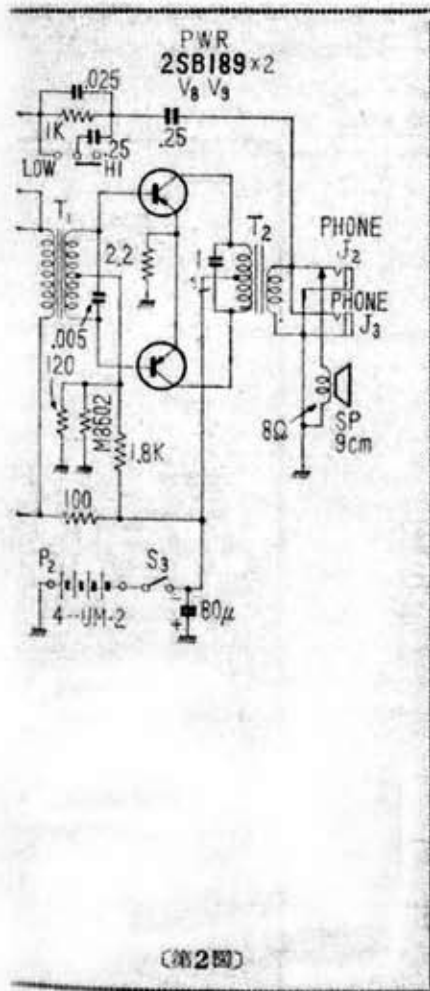 PWR
2SB189×2
V8 V9
.025
1K
.25
.25
LOW
HI
T1
T2
2.2
PHONE
J2
PHONE
J3
.005
120
M8602
1.8K
8Ω
SP
9cm
100
P2
S3
4-UM-2
80μ
+
〔第2図〕